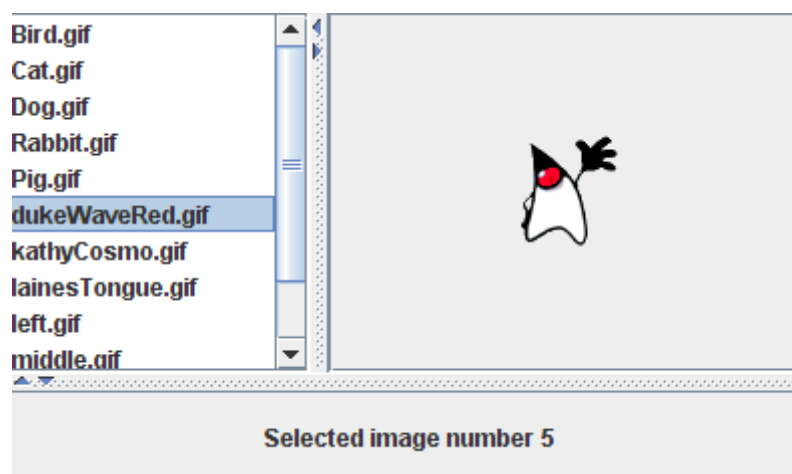 Bird.gif
Cat.gif
Dog.gif
Rabbit.gif
Pig.gif
dukeWaveRed.gif
kathyCosmo.gif
lainesTongue.gif
left.gif
middle.gif
Selected image number 5